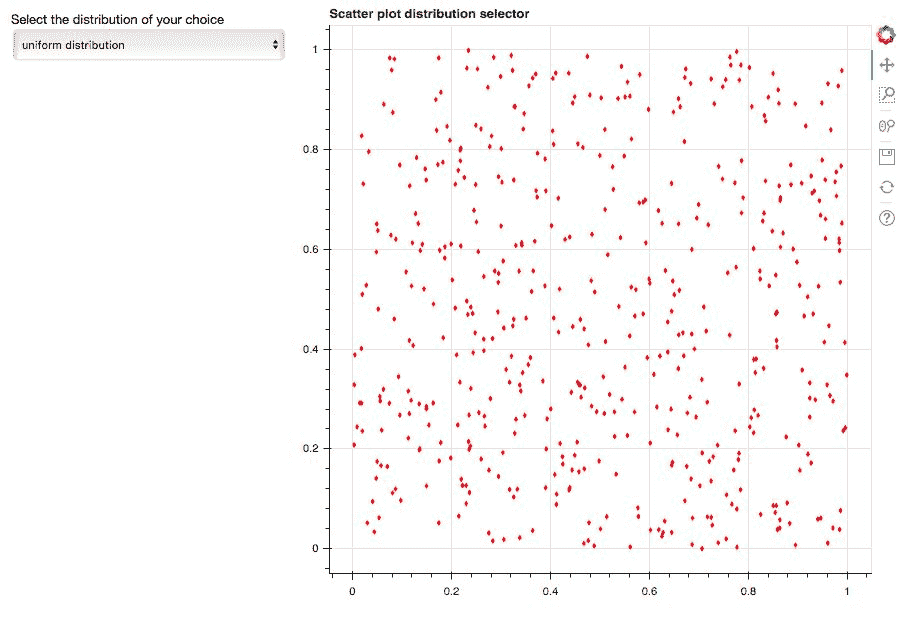 Select the distribution of your choice
uniform distribution
Scatter plot distribution selector
1
0.8
0.6
0.4
0.2
0
0 0.2 0.4 0.6 0.8 1